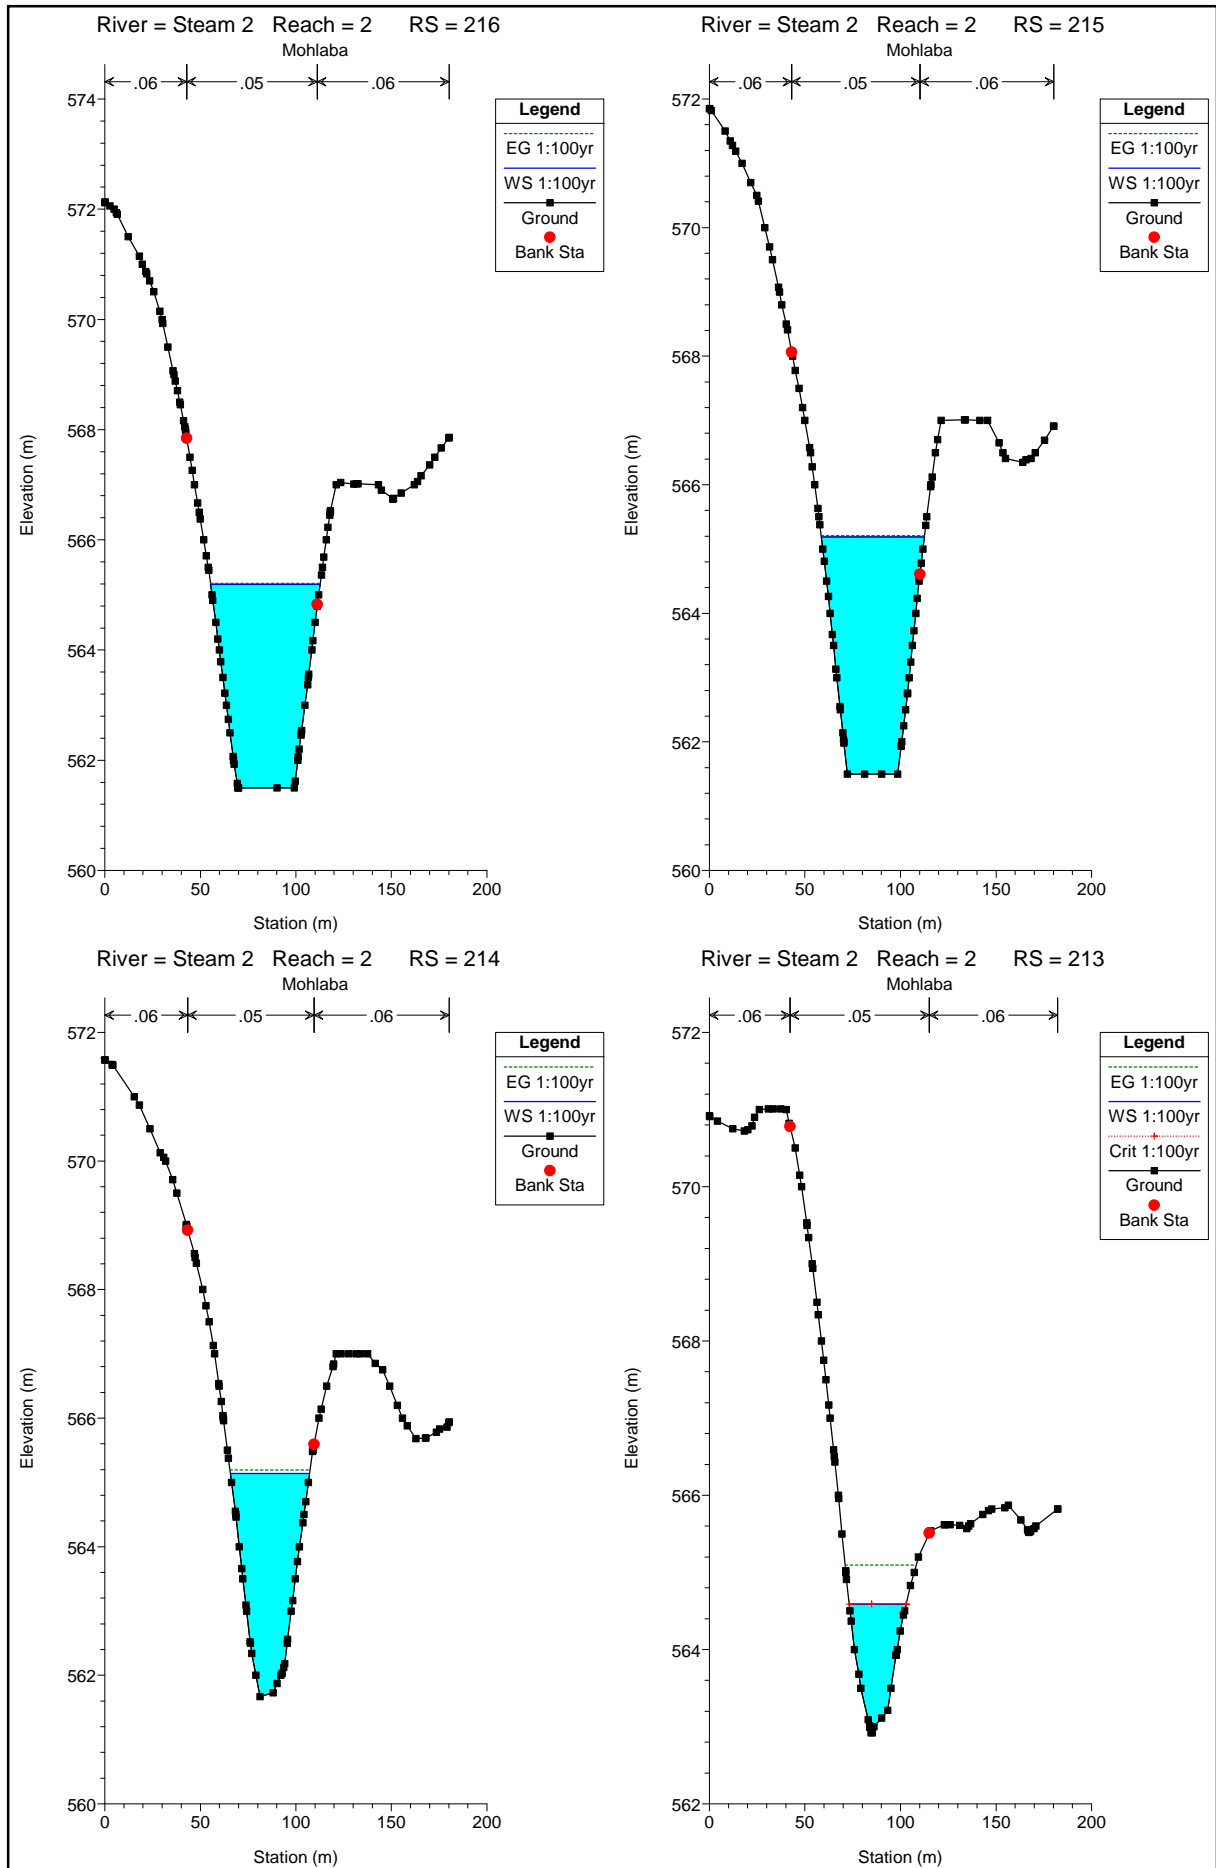 River = Steam 2 Reach = 2 RS = 216
Mohlaba
.06 .05 .06
574
572
570
568
566
564
562
560
0 50 100 150 200
Elevation (m)
Station (m)
Legend
EG 1:100yr
WS 1:100yr
Ground
Bank Sta
River = Steam 2 Reach = 2 RS = 215
Mohlaba
.06 .05 .06
572
570
568
566
564
562
560
0 50 100 150 200
Elevation (m)
Station (m)
Legend
EG 1:100yr
WS 1:100yr
Ground
Bank Sta
River = Steam 2 Reach = 2 RS = 214
Mohlaba
.06 .05 .06
572
570
568
566
564
562
560
0 50 100 150 200
Elevation (m)
Station (m)
Legend
EG 1:100yr
WS 1:100yr
Ground
Bank Sta
River = Steam 2 Reach = 2 RS = 213
Mohlaba
.06 .05 .06
572
570
568
566
564
562
0 50 100 150 200
Elevation (m)
Station (m)
Legend
EG 1:100yr
WS 1:100yr
Crit 1:100yr
Ground
Bank Sta